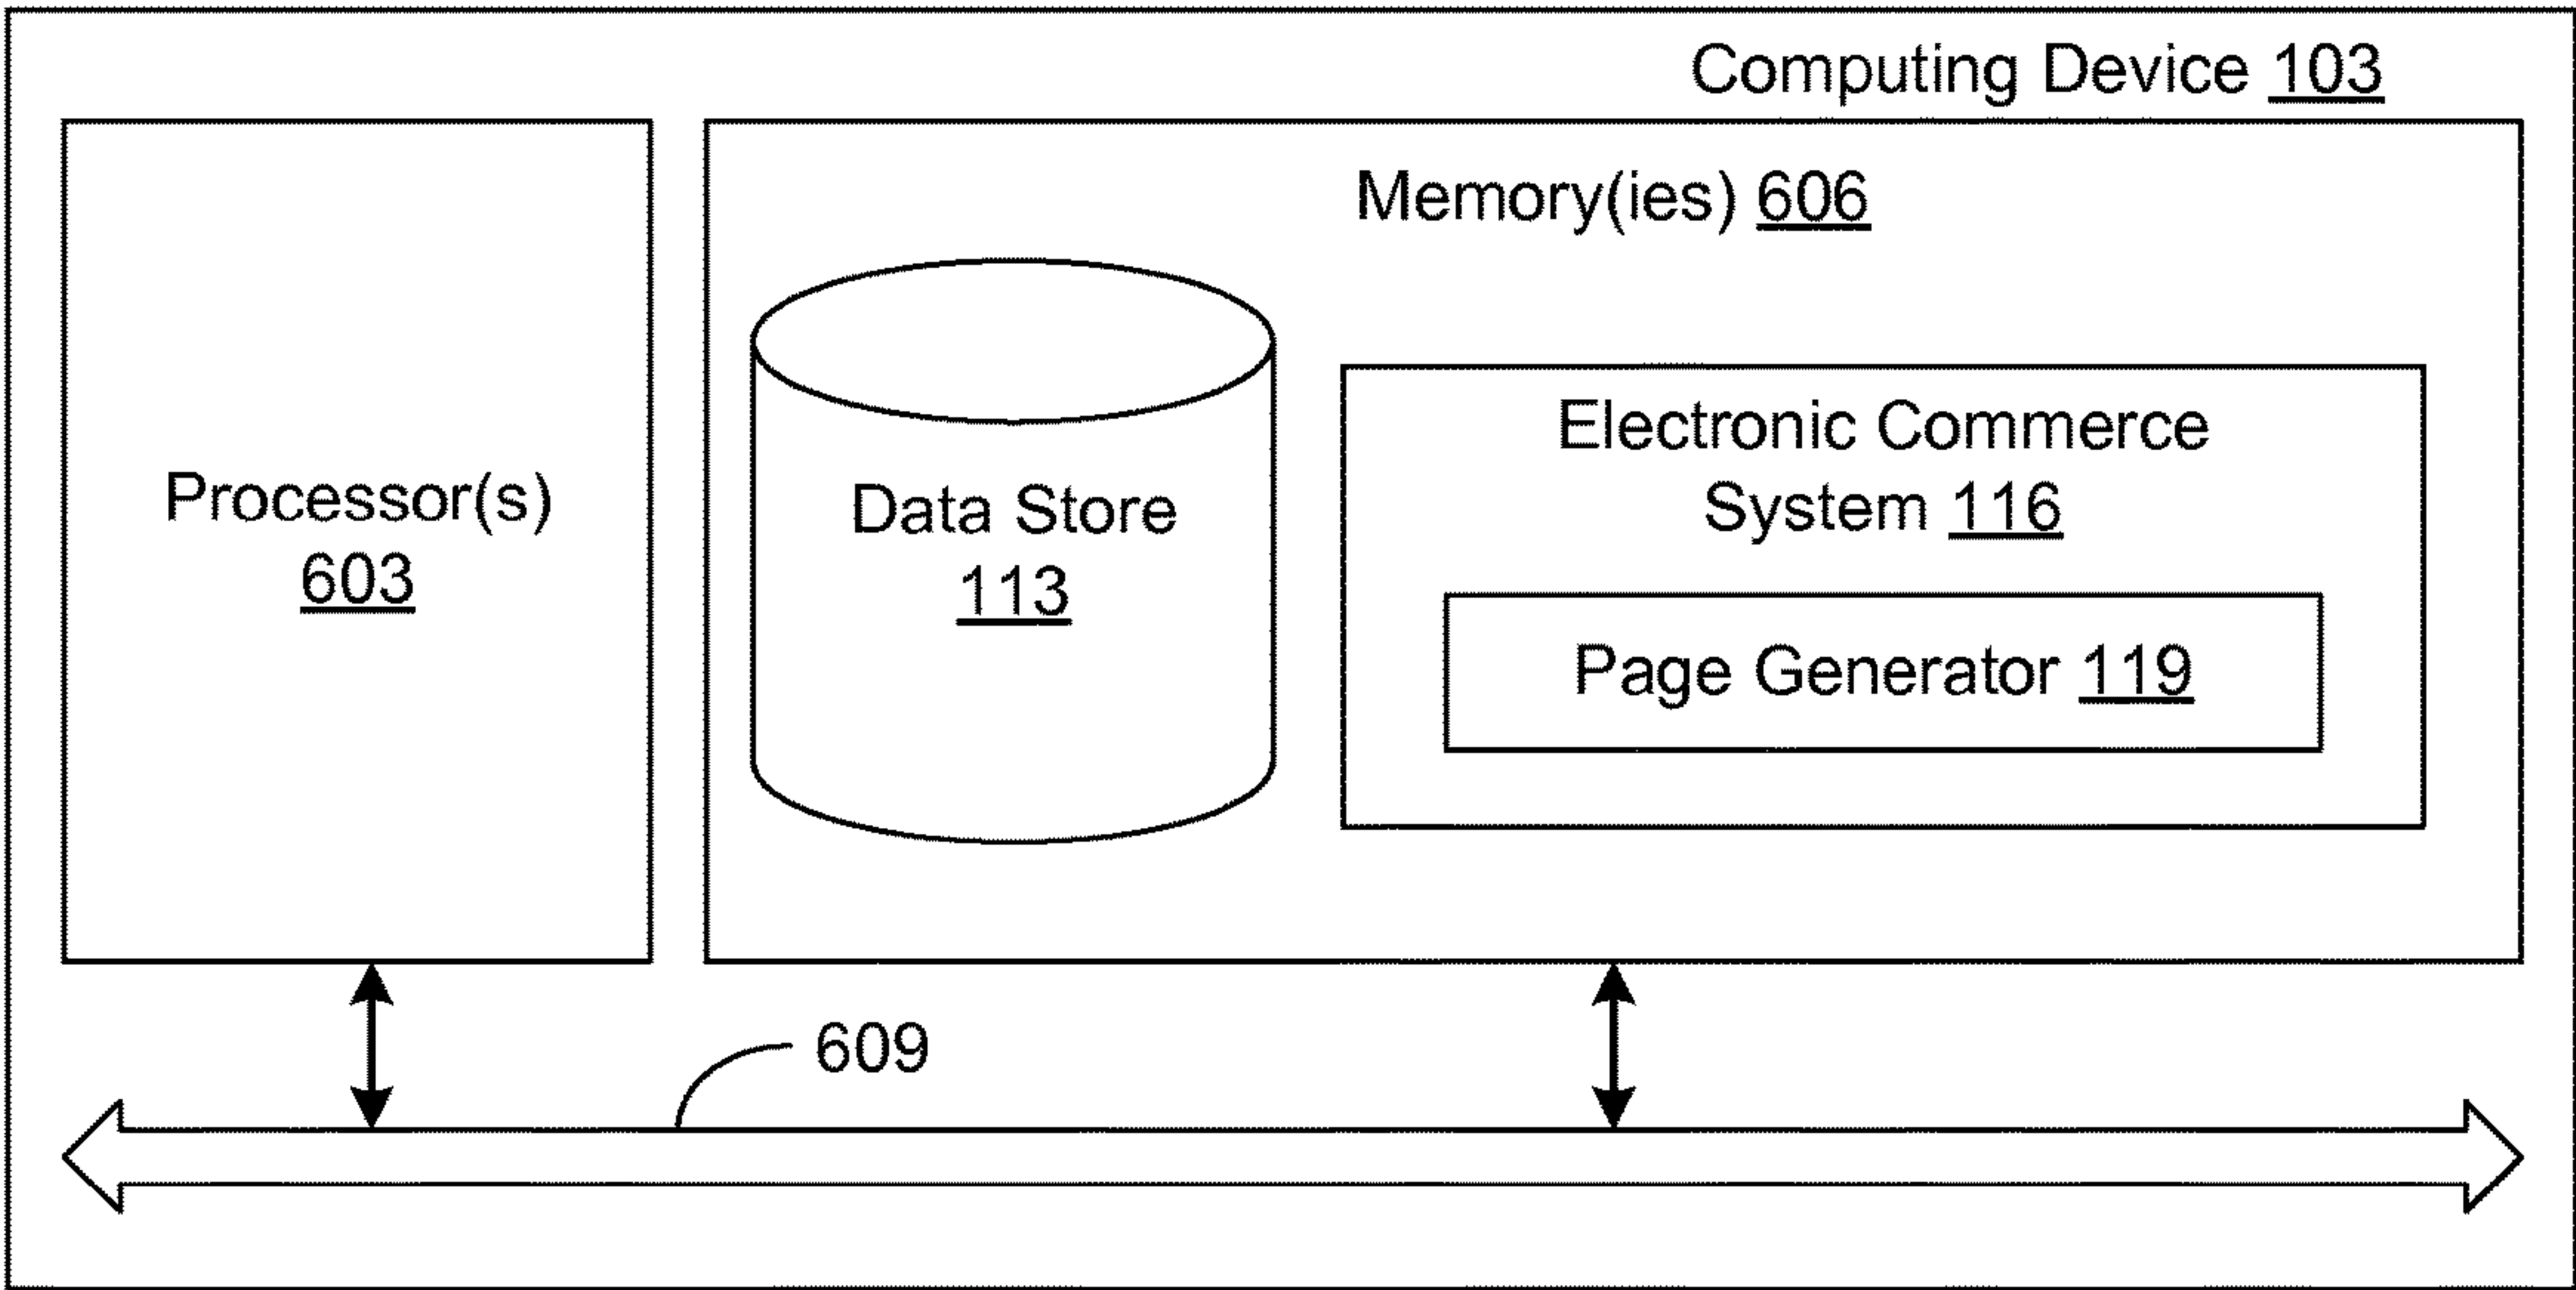 Computing Device 103
Memory(ies) 606
Processor(s)
603
Data Store
113
Electronic Commerce
System 116
Page Generator 119
609